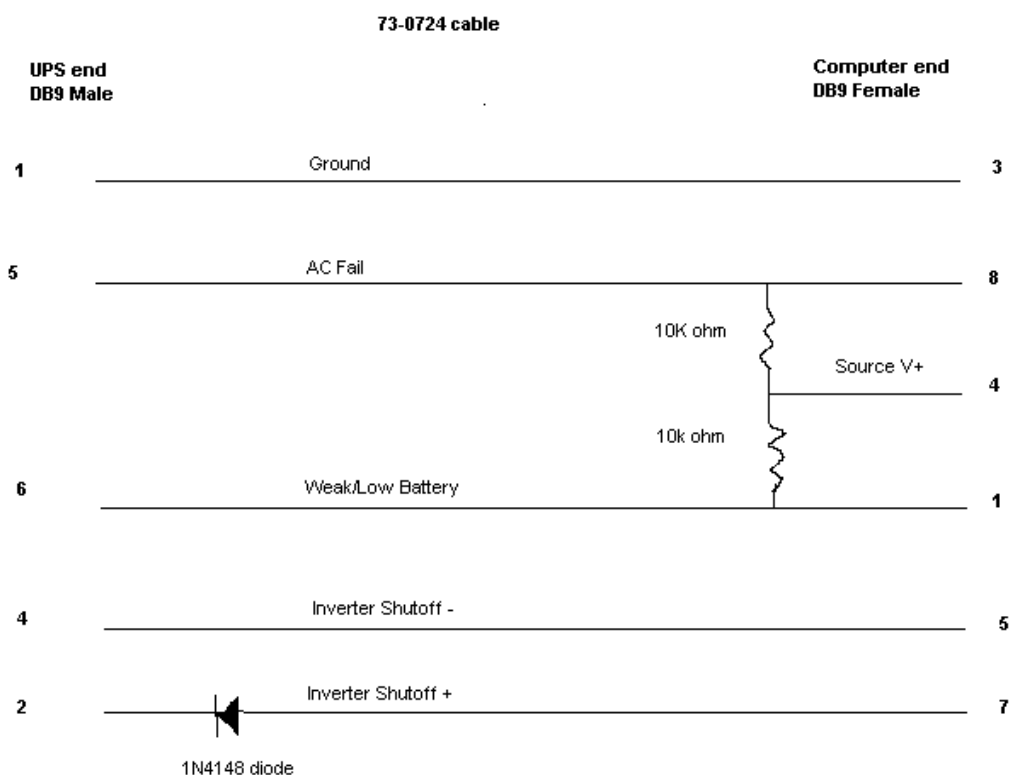 73-0724 cable
UPS end
DB9 Male
Computer end
DB9 Female
1
Ground
3
5
AC Fail
8
10K ohm
Source V+
4
10k ohm
6
Weak/Low Battery
1
4
Inverter Shutoff -
5
2
Inverter Shutoff +
7
1N4148 diode